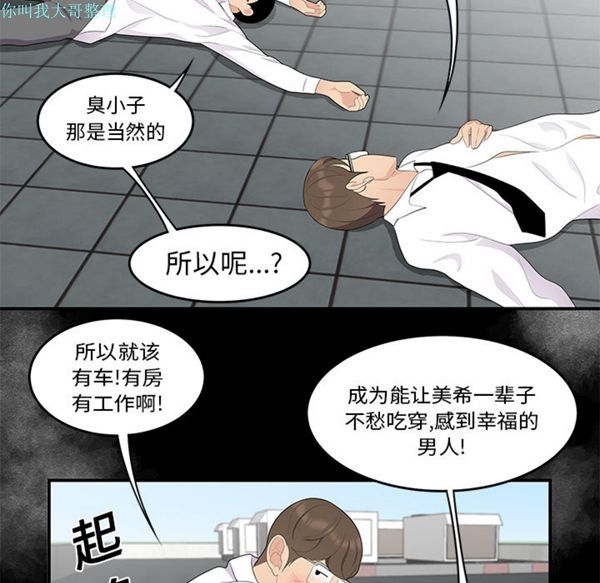 你叫我大哥整理
臭小子
那是当然的
所以呢...?
所以就该
有车!有房
有工作啊!
成为能让美希一辈子
不愁吃穿,感到幸福的
男人!
起